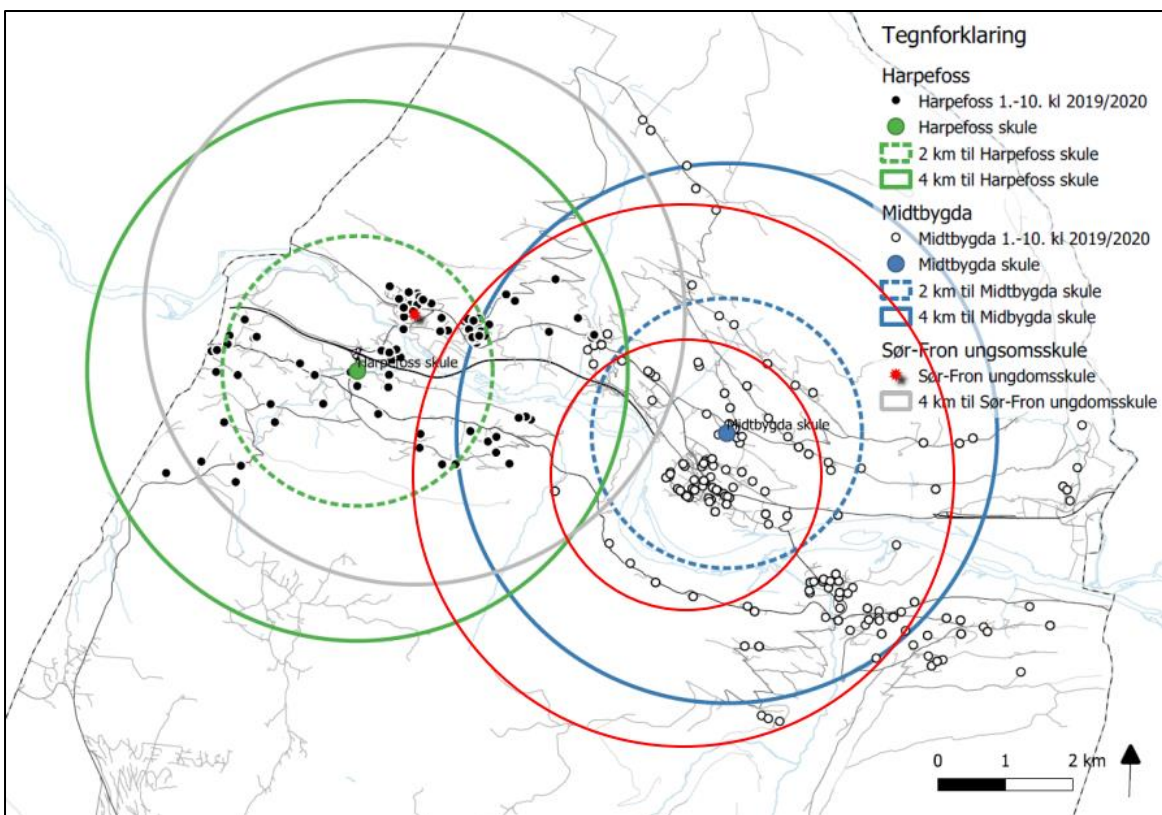 Tegnforklaring
Harpefoss
Harpefoss 1.-10. kl 2019/2020
Harpefoss skule
2 km til Harpefoss skule
4 km til Harpefoss skule
Midtbygda
Midtbygda 1.-10. kl 2019/2020
Midtbygda skule
2 km til Midtbygda skule
4 km til Midbygda skule
Sør-Fron ungsomsskule
Sør-Fron ungdomsskule
4 km til Sør-Fron ungdomsskule
Harpefoss skule
Midtbygda skule
0 1 2 km